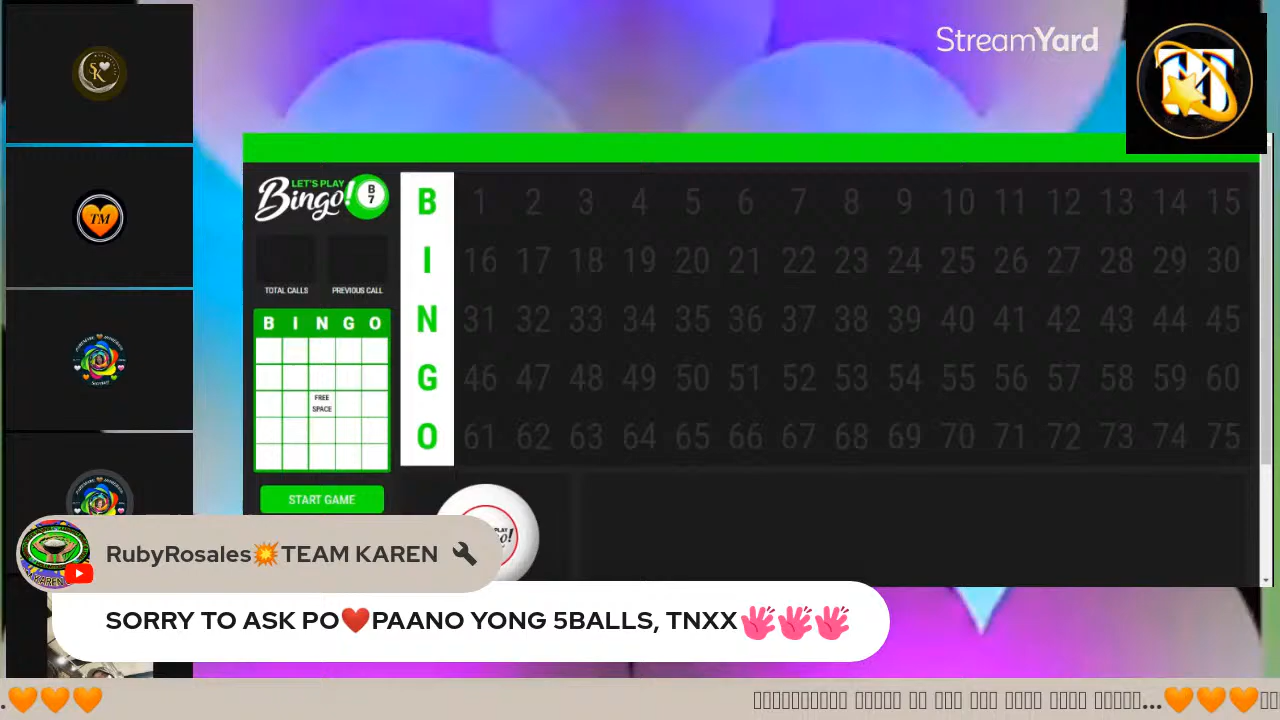 StreamYard
SK
TM
LET'S PLAY
Bingo!
B
7
TOTAL CALLS PREVIOUS CALL
B I N G O
FREE
SPACE
START GAME
B 1 2 3 4 5 6 7 8 9 10 11 12 13 14 15
I 16 17 18 19 20 21 22 23 24 25 26 27 28 29 30
N 31 32 33 34 35 36 37 38 39 40 41 42 43 44 45
G 46 47 48 49 50 51 52 53 54 55 56 57 58 59 60
O 61 62 63 64 65 66 67 68 69 70 71 72 73 74 75
RubyRosales💥TEAM KAREN 🔧
SORRY TO ASK PO❤️PAANO YONG 5BALLS, TNXX👋👋👋
.🧡🧡🧡 ...🧡🧡🧡